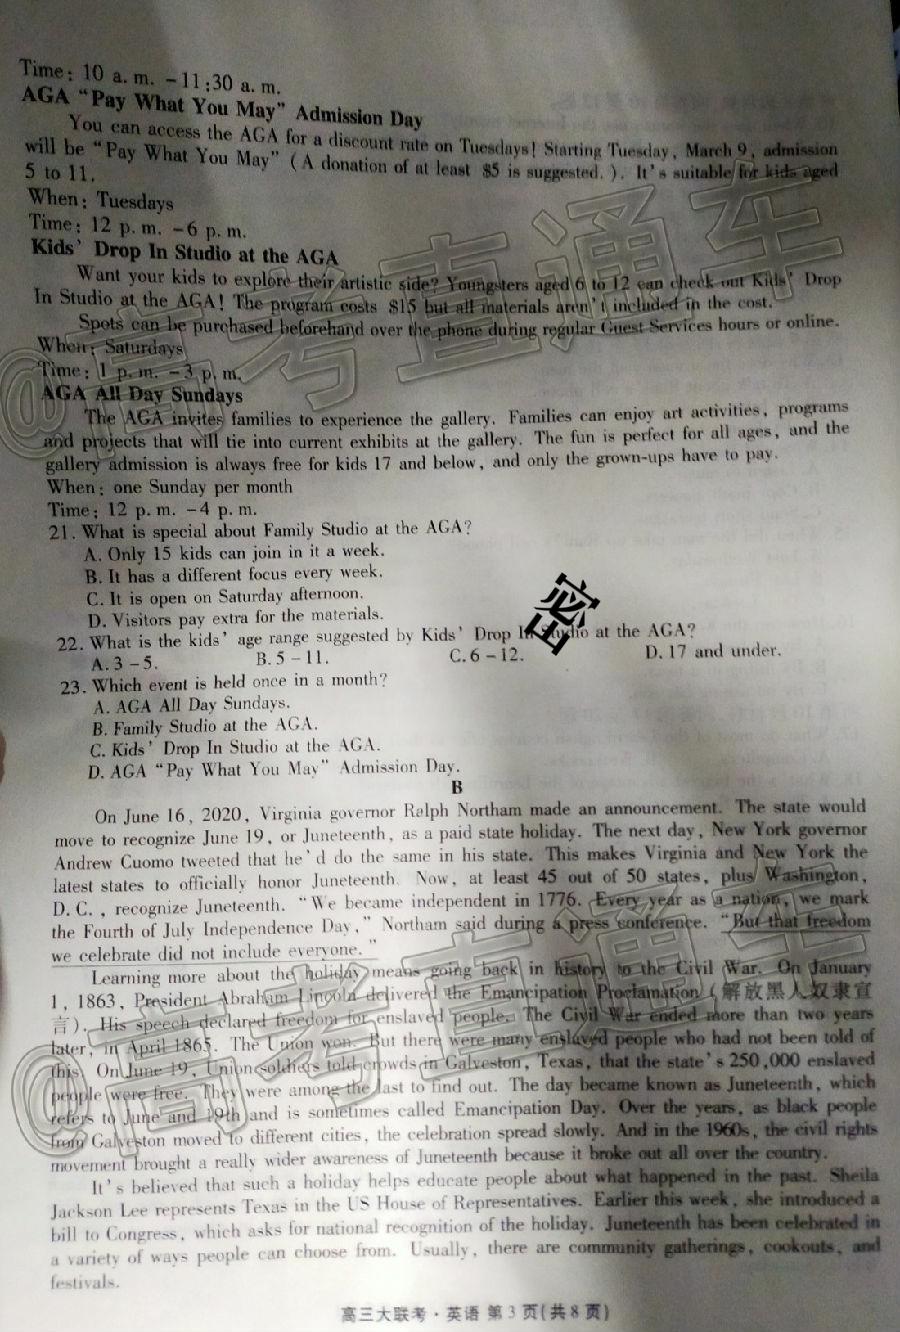 Time: 10 a. m. -11:30 a. m.
AGA "Pay What You May" Admission Day
You can access the AGA for a discount rate on Tuesdays! Starting Tuesday, March 9, admission
will be "Pay What You May" (A donation of at least $5 is suggested. ). It's suitable for kids aged
5 to 11.
When: Tuesdays
Time: 12 p. m. -6 p. m.
Kids' Drop In Studio at the AGA
Want your kids to explore their artistic side? Youngsters aged 6 to 12 can check out Kids' Drop
In Studio at the AGA! The program costs $15 but all materials aren't included in the cost.
Spots can be purchased beforehand over the phone during regular Guest Services hours or online.
When: Saturdays
Time: 1 p. m. -3 p. m.
AGA All Day Sundays
The AGA invites families to experience the gallery. Families can enjoy art activities, programs
and projects that will tie into current exhibits at the gallery. The fun is perfect for all ages, and the
gallery admission is always free for kids 17 and below, and only the grown-ups have to pay.
When: one Sunday per month
Time: 12 p. m. -4 p. m.
21. What is special about Family Studio at the AGA?
A. Only 15 kids can join in it a week.
B. It has a different focus every week.
C. It is open on Saturday afternoon.
D. Visitors pay extra for the materials.
22. What is the kids' age range suggested by Kids' Drop In Studio at the AGA?
A. 3-5. B. 5-11. C. 6-12. D. 17 and under.
23. Which event is held once in a month?
A. AGA All Day Sundays.
B. Family Studio at the AGA.
C. Kids' Drop In Studio at the AGA.
D. AGA "Pay What You May" Admission Day.
密
B
On June 16, 2020, Virginia governor Ralph Northam made an announcement. The state would
move to recognize June 19, or Juneteenth, as a paid state holiday. The next day, New York governor
Andrew Cuomo tweeted that he'd do the same in his state. This makes Virginia and New York the
latest states to officially honor Juneteenth. Now, at least 45 out of 50 states, plus Washington,
D. C. , recognize Juneteenth. "We became independent in 1776. Every year as a nation, we mark
the Fourth of July Independence Day," Northam said during a press conference. "But that freedom
we celebrate did not include everyone."
Learning more about the holiday means going back in history to the Civil War. On January
1, 1863, President Abraham Lincoln delivered the Emancipation Proclamation (解放黑人奴隶宣
言). His speech declared freedom for enslaved people. The Civil War ended more than two years
later, in April 1865. The Union won. But there were many enslaved people who had not been told of
this. On June 19, Union soldiers told crowds in Galveston, Texas, that the state's 250,000 enslaved
people were free. They were among the last to find out. The day became known as Juneteenth, which
refers to June and 19th and is sometimes called Emancipation Day. Over the years, as black people
from Galveston moved to different cities, the celebration spread slowly. And in the 1960s, the civil rights
movement brought a really wider awareness of Juneteenth because it broke out all over the country.
It's believed that such a holiday helps educate people about what happened in the past. Sheila
Jackson Lee represents Texas in the US House of Representatives. Earlier this week, she introduced a
bill to Congress, which asks for national recognition of the holiday. Juneteenth has been celebrated in
a variety of ways people can choose from. Usually, there are community gatherings, cookouts, and
festivals.
高三大联考·英语 第 3 页(共 8 页)
@高考直通车
@高考直通车